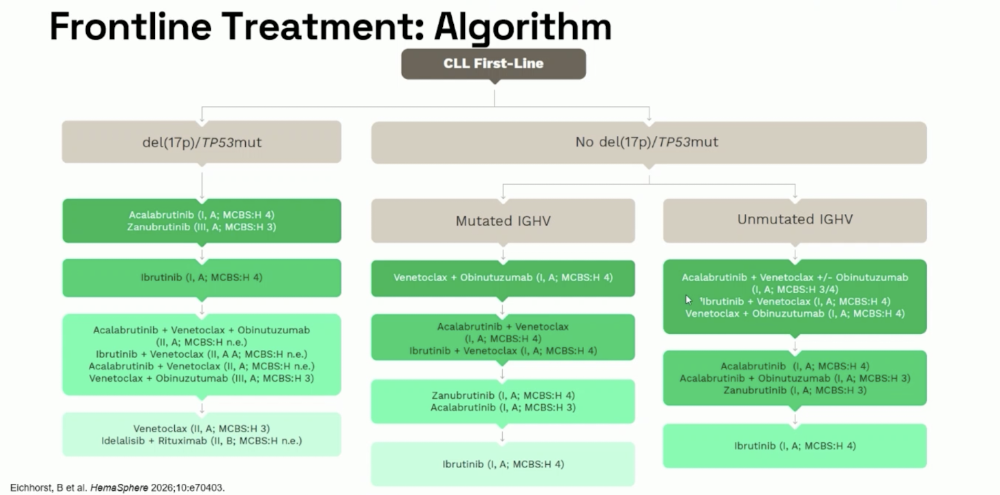 Frontline Treatment: Algorithm
CLL First-Line
del(17p)/TP53mut
No del(17p)/TP53mut
Acalabrutinib (I, A; MCBS:H 4)
Zanubrutinib (III, A; MCBS:H 3)
Ibrutinib (I, A; MCBS:H 4)
Acalabrutinib + Venetoclax + Obinutuzumab
(II, A; MCBS:H n.e.)
Ibrutinib + Venetoclax (II, A A; MCBS:H n.e.)
Acalabrutinib + Venetoclax (II, A; MCBS:H n.e.)
Venetoclax + Obinuzutumab (III, A; MCBS:H 3)
Venetoclax (II, A; MCBS:H 3)
Idelalisib + Rituximab (II, B; MCBS:H n.e.)
Mutated IGHV
Venetoclax + Obinutuzumab (I, A; MCBS:H 4)
Acalabrutinib + Venetoclax
(I, A; MCBS:H 4)
Ibrutinib + Venetoclax (I, A; MCBS:H 4)
Zanubrutinib (I, A; MCBS:H 4)
Acalabrutinib (I, A; MCBS:H 3)
Ibrutinib (I, A; MCBS:H 4)
Unmutated IGHV
Acalabrutinib + Venetoclax +/- Obinutuzumab
(I, A; MCBS:H 3/4)
'Ibrutinib + Venetoclax (I, A; MCBS:H 4)
Venetoclax + Obinuzutumab (I, A; MCBS:H 4)
Acalabrutinib (I, A; MCBS:H 4)
Acalabrutinib + Obinutuzumab (I, A; MCBS:H 3)
Zanubrutinib (I, A; MCBS:H 3)
Ibrutinib (I, A; MCBS:H 4)
Eichhorst, B et al. HemaSphere 2026;10:e70403.